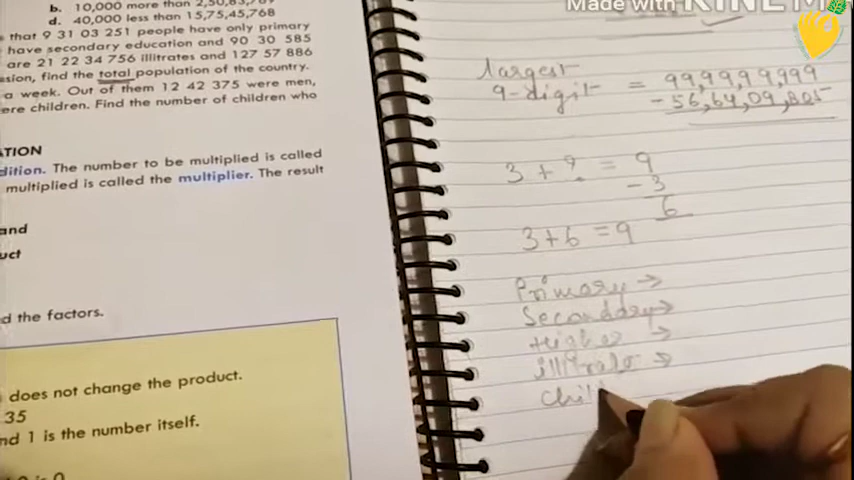 Made with KINE M
b. 10,000 more than 2,50,83,769
d. 40,000 less than 15,75,45,768
that 9 31 03 251 people have only primary
have secondary education and 90 30 585
are 21 22 34 756 illitrates and 127 57 886
ssion, find the total population of the country.
a week. Out of them 12 42 375 were men,
ere children. Find the number of children who
ATION
dition. The number to be multiplied is called
multiplied is called the multiplier. The result
and
uct
d the factors.
does not change the product.
35
nd 1 is the number itself.
largest
9-digit = 99,99,99,999
- 56,64,09,805
3 + ? = 9
- 3
6
3+6 = 9
Primary →
Secondary →
Higher →
illitrate →
Chil